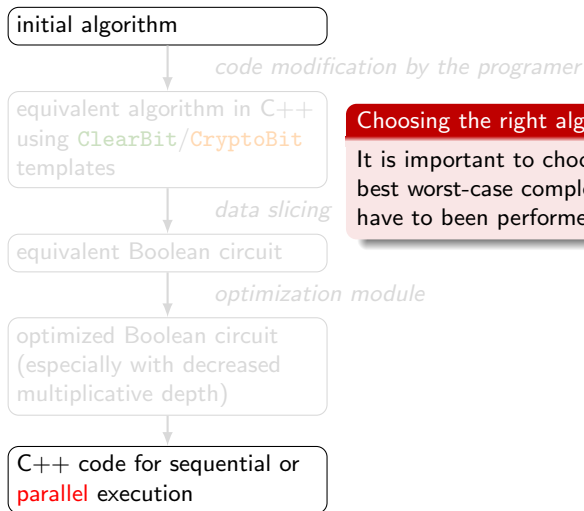 initial algorithm
code modification by the programer
equivalent algorithm in C++
using ClearBit/CryptoBit
templates
Choosing the right alg
It is important to choo
best worst-case comple
have to been performe
data slicing
equivalent Boolean circuit
optimization module
optimized Boolean circuit
(especially with decreased
multiplicative depth)
C++ code for sequential or
parallel execution